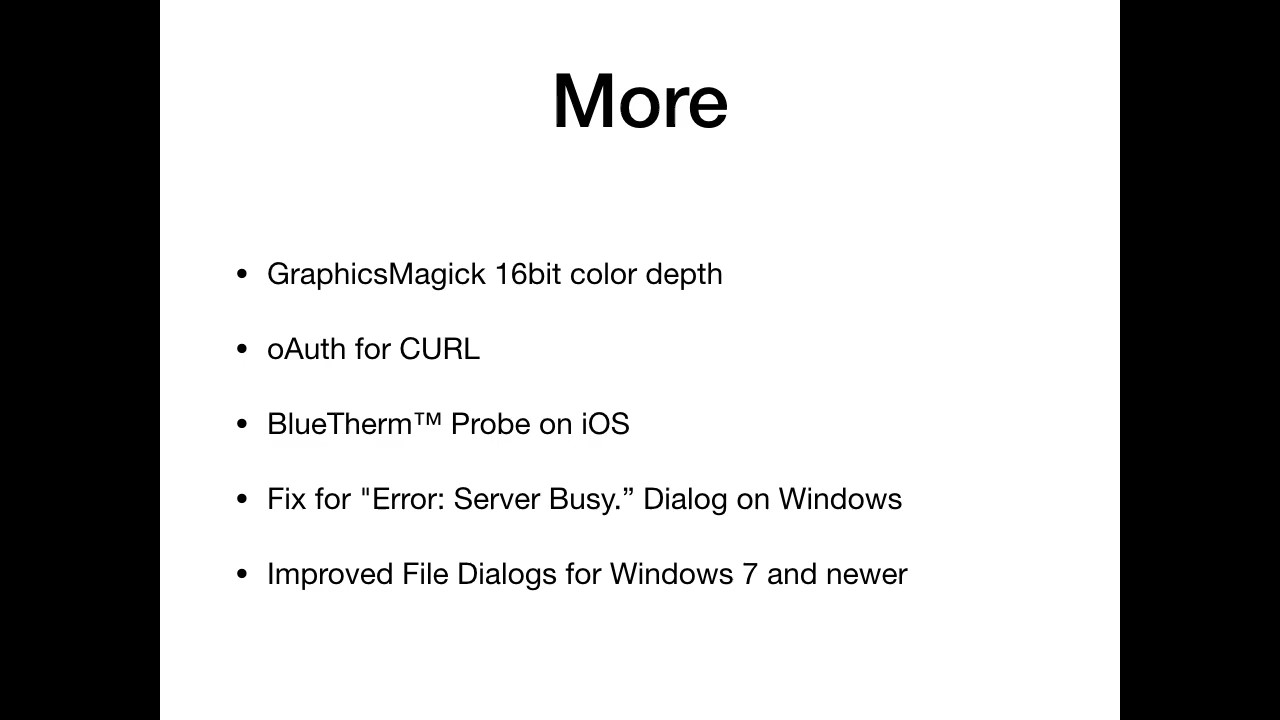 More
• GraphicsMagick 16bit color depth
• oAuth for CURL
• BlueTherm™ Probe on iOS
• Fix for "Error: Server Busy.” Dialog on Windows
• Improved File Dialogs for Windows 7 and newer